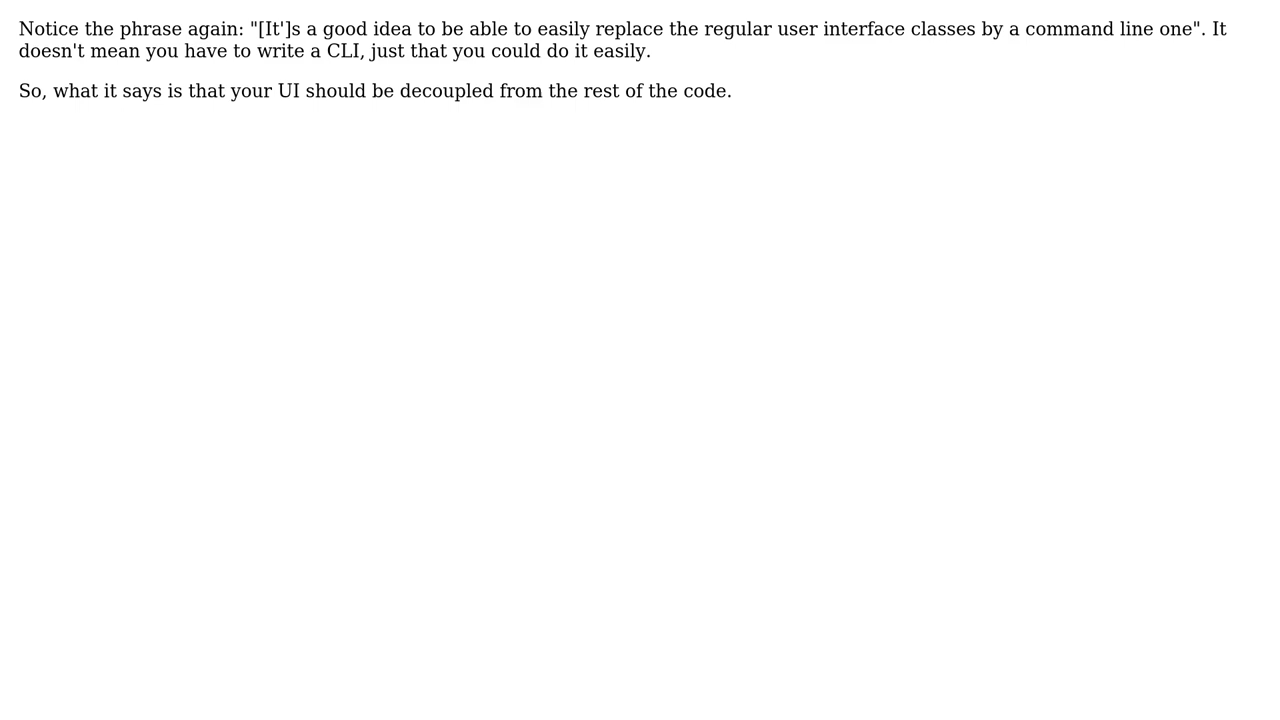 Notice the phrase again: "[It']s a good idea to be able to easily replace the regular user interface classes by a command line one". It
doesn't mean you have to write a CLI, just that you could do it easily.
So, what it says is that your UI should be decoupled from the rest of the code.